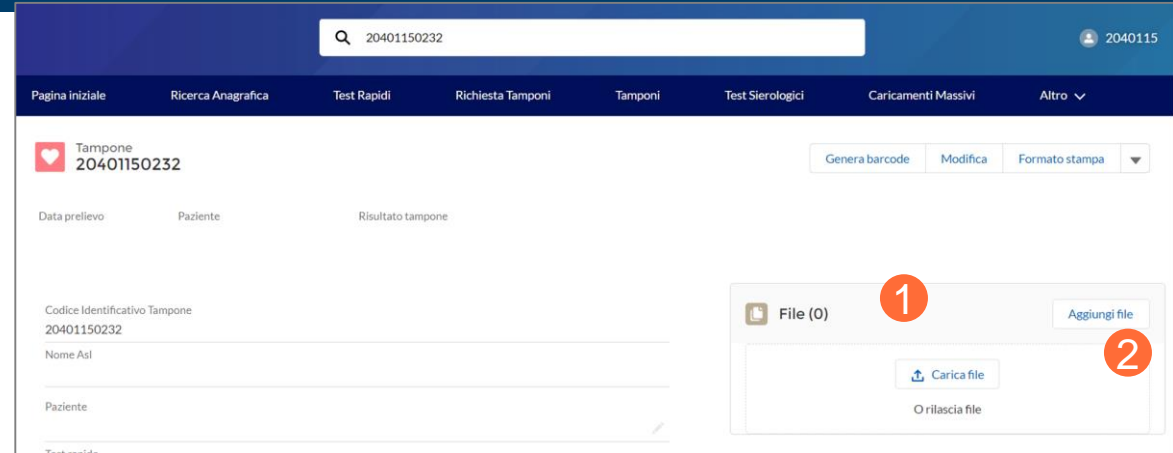 20401150232
2040115
Pagina iniziale Ricerca Anagrafica Test Rapidi Richiesta Tamponi Tamponi Test Sierologici Caricamenti Massivi Altro
Tampone
20401150232
Genera barcode Modifica Formato stampa
Data prelievo Paziente Risultato tampone
Codice Identificativo Tampone
20401150232
Nome Asl
Paziente
Test rapido
File (0)
1
Aggiungi file
2
Carica file
O rilascia file